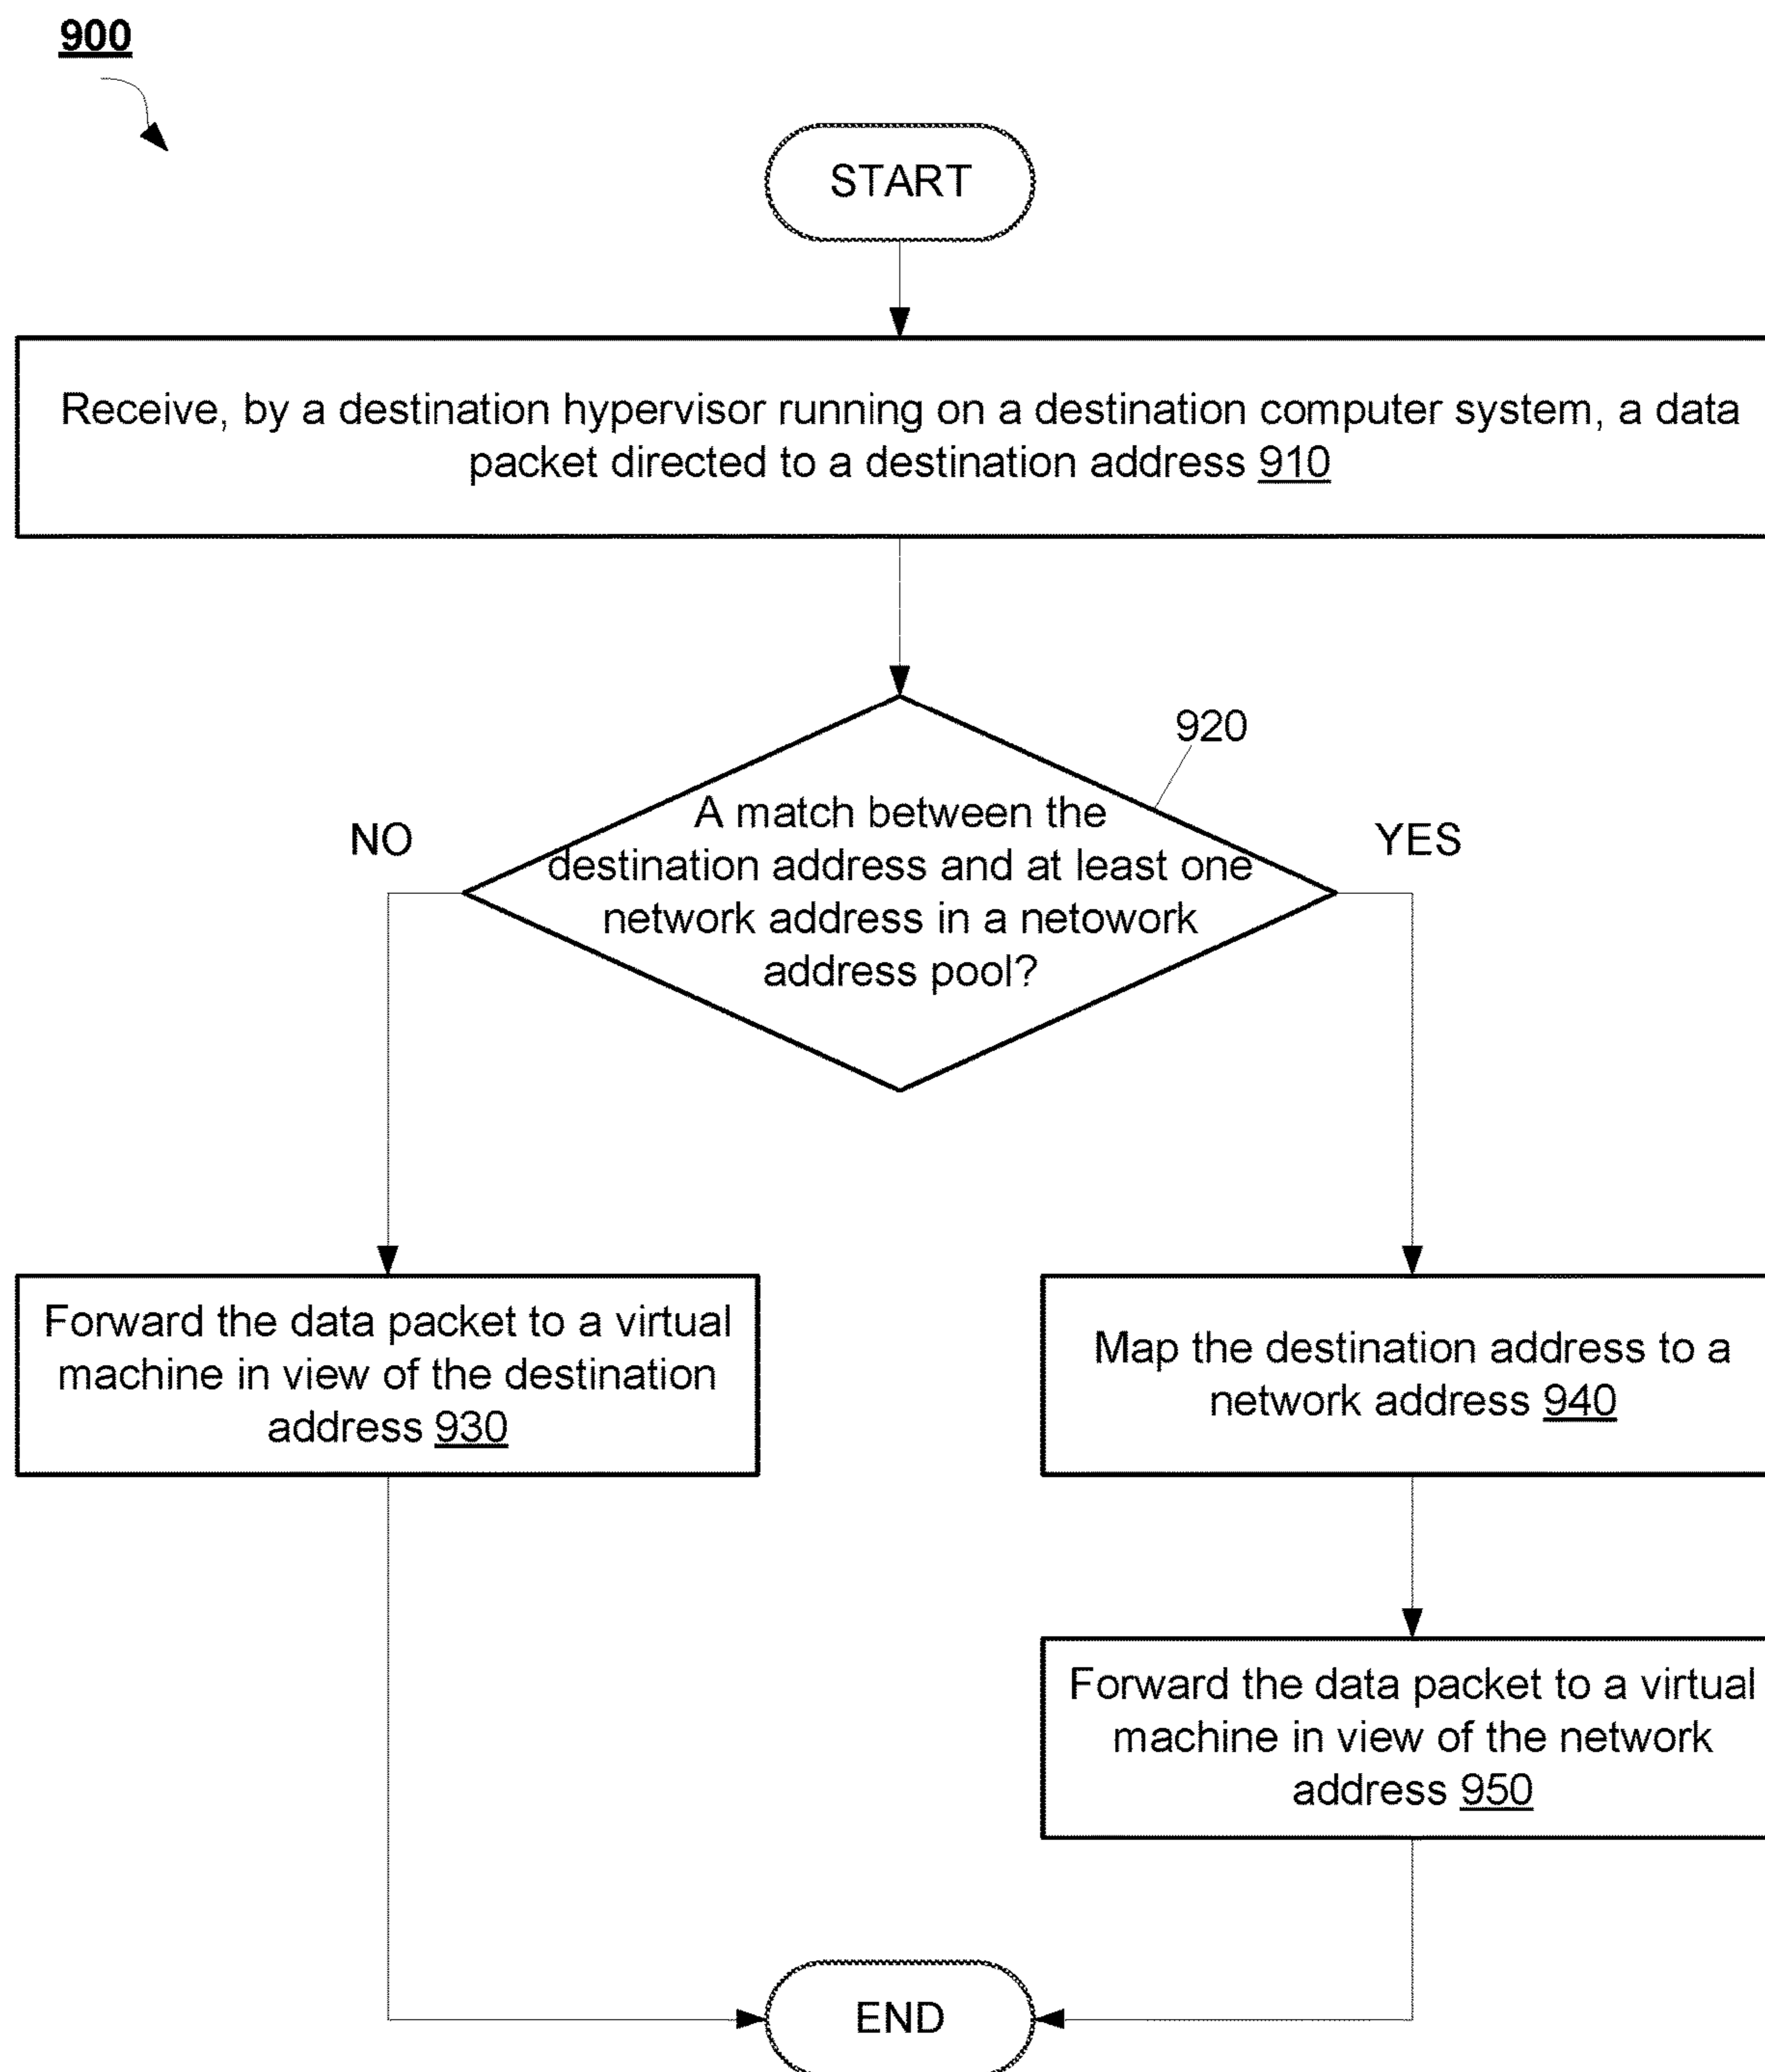 900
START
Receive, by a destination hypervisor running on a destination computer system, a data
packet directed to a destination address 910
920
NO
YES
A match between the
destination address and at least one
network address in a netowork
address pool?
Forward the data packet to a virtual
machine in view of the destination
address 930
Map the destination address to a
network address 940
Forward the data packet to a virtual
machine in view of the network
address 950
END